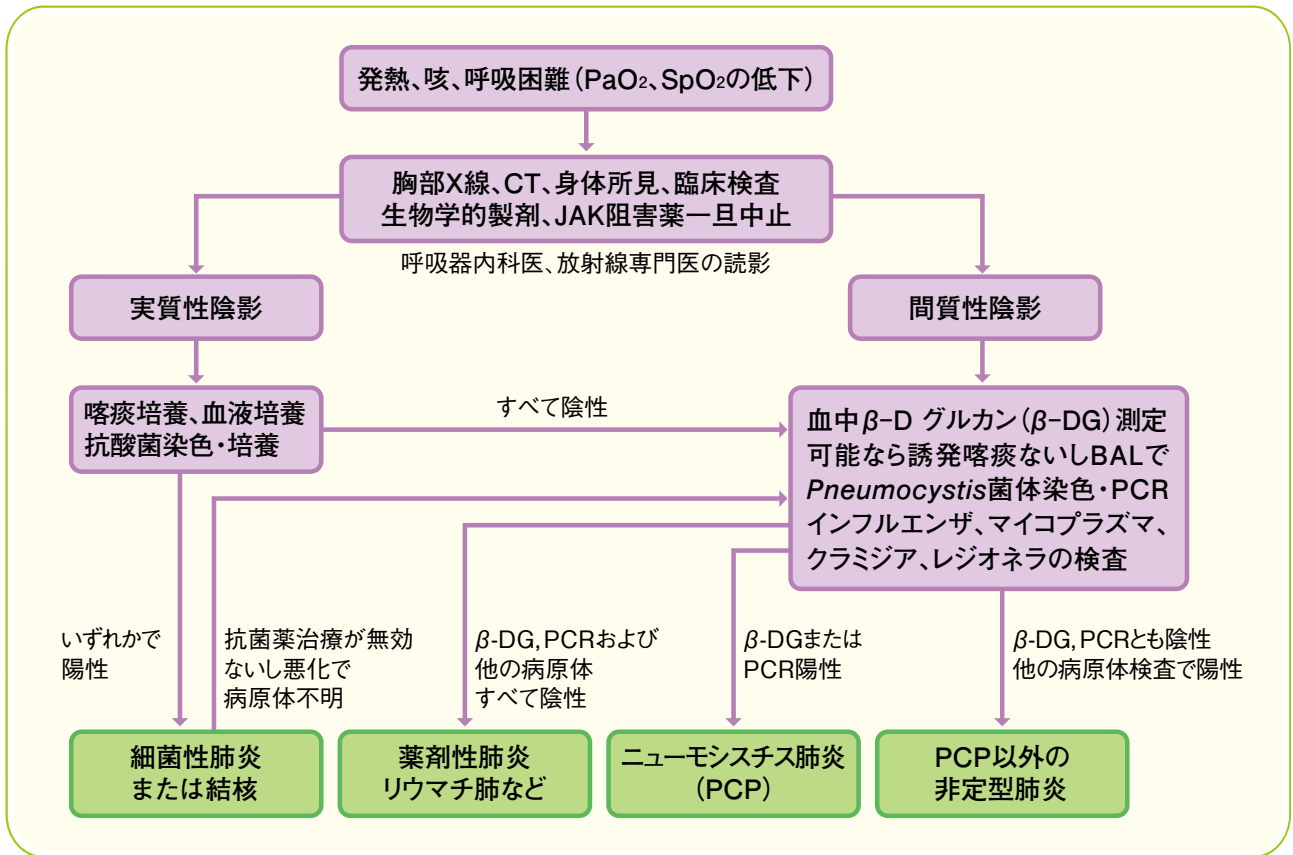 発熱、咳、呼吸困難（PaO₂、SpO₂の低下）
胸部X線、CT、身体所見、臨床検査
生物学的製剤、JAK阻害薬一旦中止
呼吸器内科医、放射線専門医の読影
実質性陰影
間質性陰影
喀痰培養、血液培養
抗酸菌染色・培養
すべて陰性
血中β-D グルカン（β-DG）測定
可能なら誘発喀痰ないしBALで
Pneumocystis菌体染色・PCR
インフルエンザ、マイコプラズマ、
クラミジア、レジオネラの検査
いずれかで
陽性
抗菌薬治療が無効
ないし悪化で
病原体不明
β-DG，PCRおよび
他の病原体
すべて陰性
β-DGまたは
PCR陽性
β-DG，PCRとも陰性
他の病原体検査で陽性
細菌性肺炎
または結核
薬剤性肺炎
リウマチ肺など
ニューモシスチス肺炎
（PCP）
PCP以外の
非定型肺炎